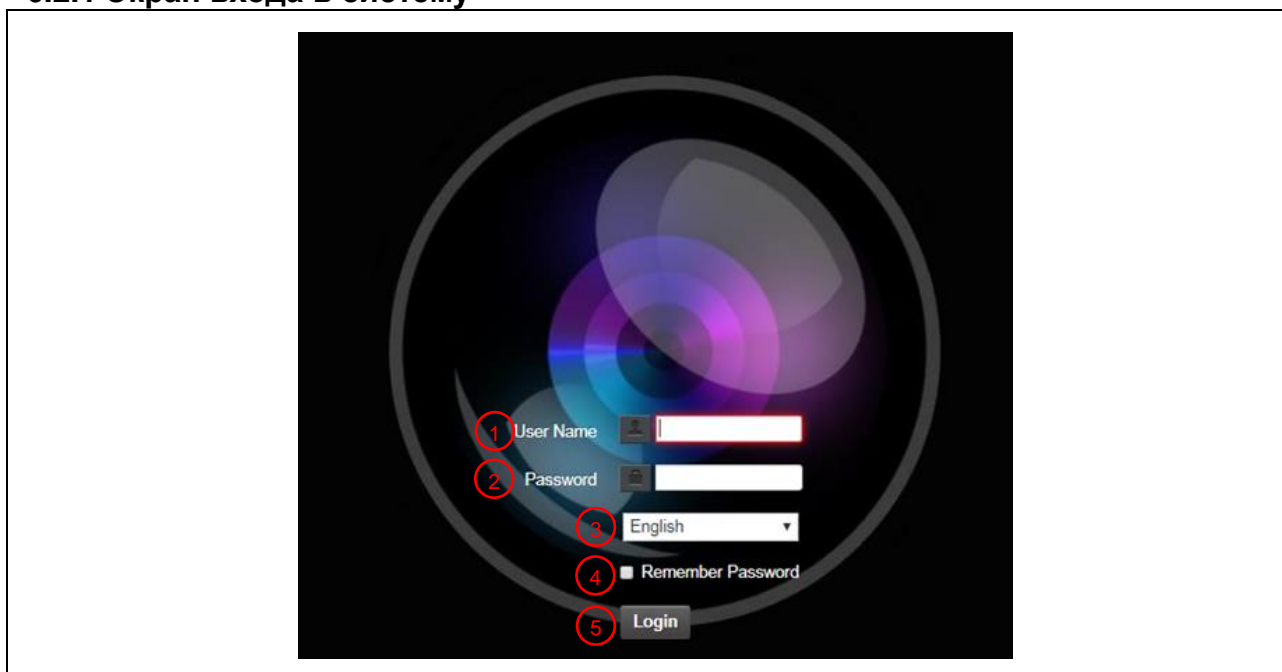 Экран входа в систему
1 User Name
2 Password
3 English
4 Remember Password
5 Login